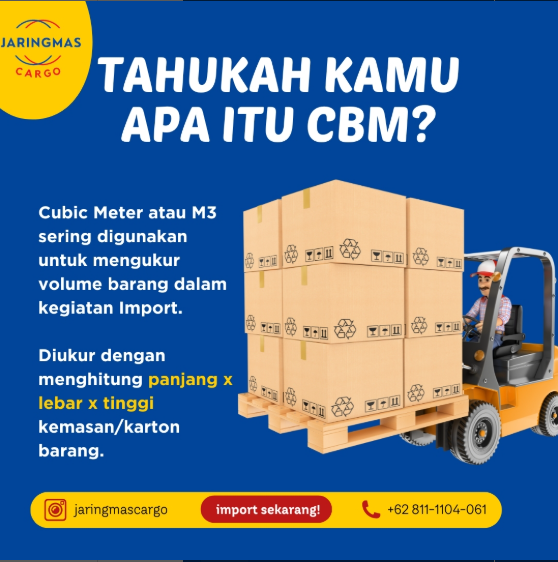 JARINGMAS
CARGO
TAHUKAH KAMU
APA ITU CBM?
Cubic Meter atau M3
sering digunakan
untuk mengukur
volume barang dalam
kegiatan Import.
Diukur dengan
menghitung panjang x
lebar x tinggi
kemasan/karton
barang.
jaringmascargo
import sekarang!
+62 811-1104-061